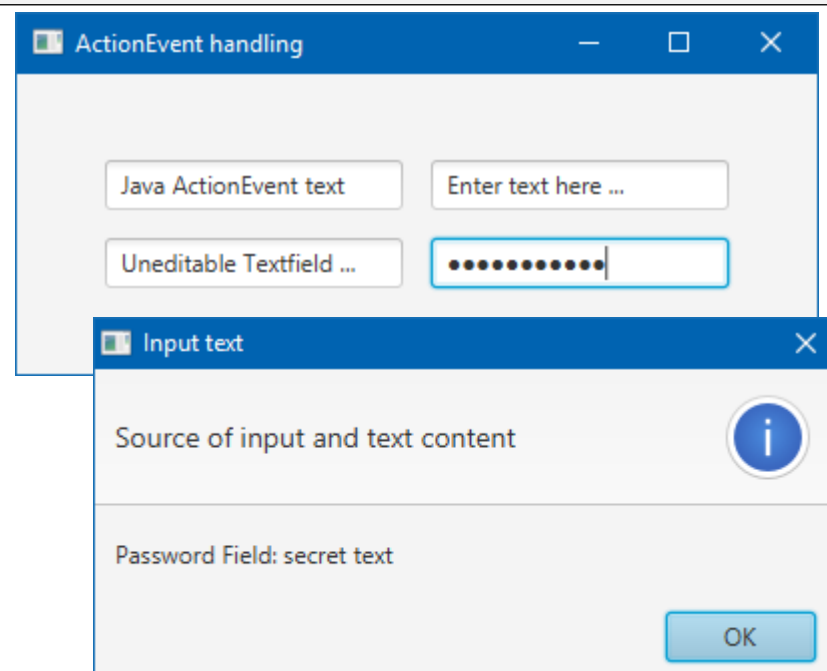 ActionEvent handling
Java ActionEvent text
Enter text here ...
Uneditable Textfield ...
●●●●●●●●●●●
Input text
Source of input and text content
i
Password Field: secret text
OK